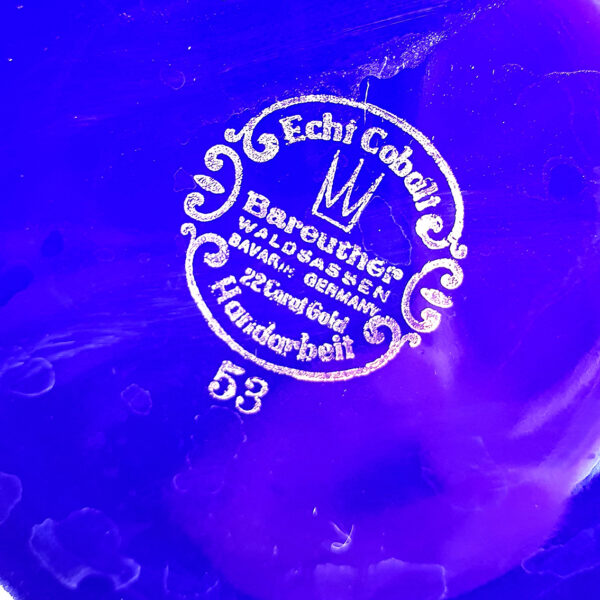 Echt Cobalt
Bareuther
WALDSASSEN
BAVARIA GERMANY
22 Carat Gold
Handarbeit
53